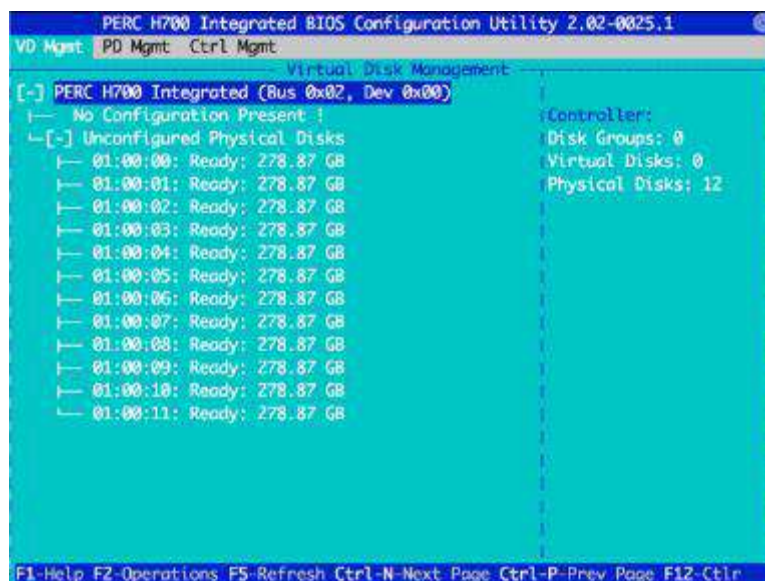 PERC H700 Integrated BIOS Configuration Utility 2.02-0025.1
VD Mgmt PD Mgmt Ctrl Mgmt
Virtual Disk Management
[-] PERC H700 Integrated (Bus 0x02, Dev 0x00)
No Configuration Present !
Controller:
[-] Unconfigured Physical Disks
Disk Groups: 0
01:00:00: Ready: 278.87 GB
Virtual Disks: 0
01:00:01: Ready: 278.87 GB
Physical Disks: 12
01:00:02: Ready: 278.87 GB
01:00:03: Ready: 278.87 GB
01:00:04: Ready: 278.87 GB
01:00:05: Ready: 278.87 GB
01:00:06: Ready: 278.87 GB
01:00:07: Ready: 278.87 GB
01:00:08: Ready: 278.87 GB
01:00:09: Ready: 278.87 GB
01:00:10: Ready: 278.87 GB
01:00:11: Ready: 278.87 GB
F1-Help F2-Operations F5-Refresh Ctrl-N-Next Page Ctrl-P-Prev Page F12-Ctlr